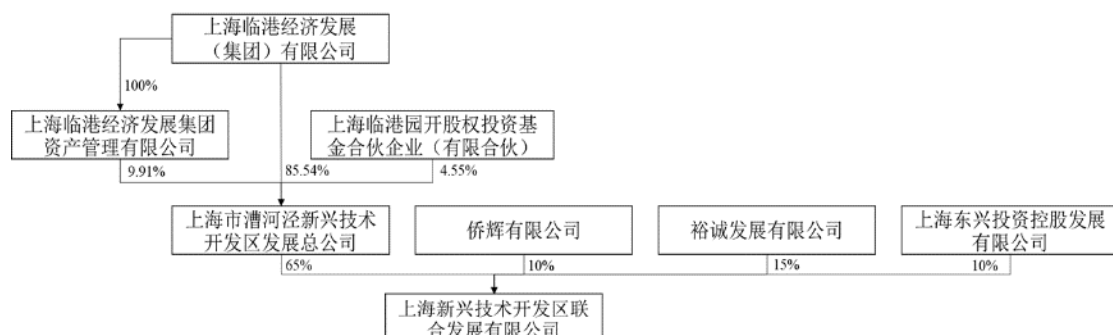 上海临港经济发展
（集团）有限公司
100%
上海临港经济发展集团
资产管理有限公司
上海临港园开股权投资基
金合伙企业（有限合伙）
9.91%
85.54%
4.55%
上海市漕河泾新兴技术
开发区发展总公司
侨辉有限公司
裕诚发展有限公司
上海东兴投资控股发展
有限公司
65%
10%
15%
10%
上海新兴技术开发区联
合发展有限公司